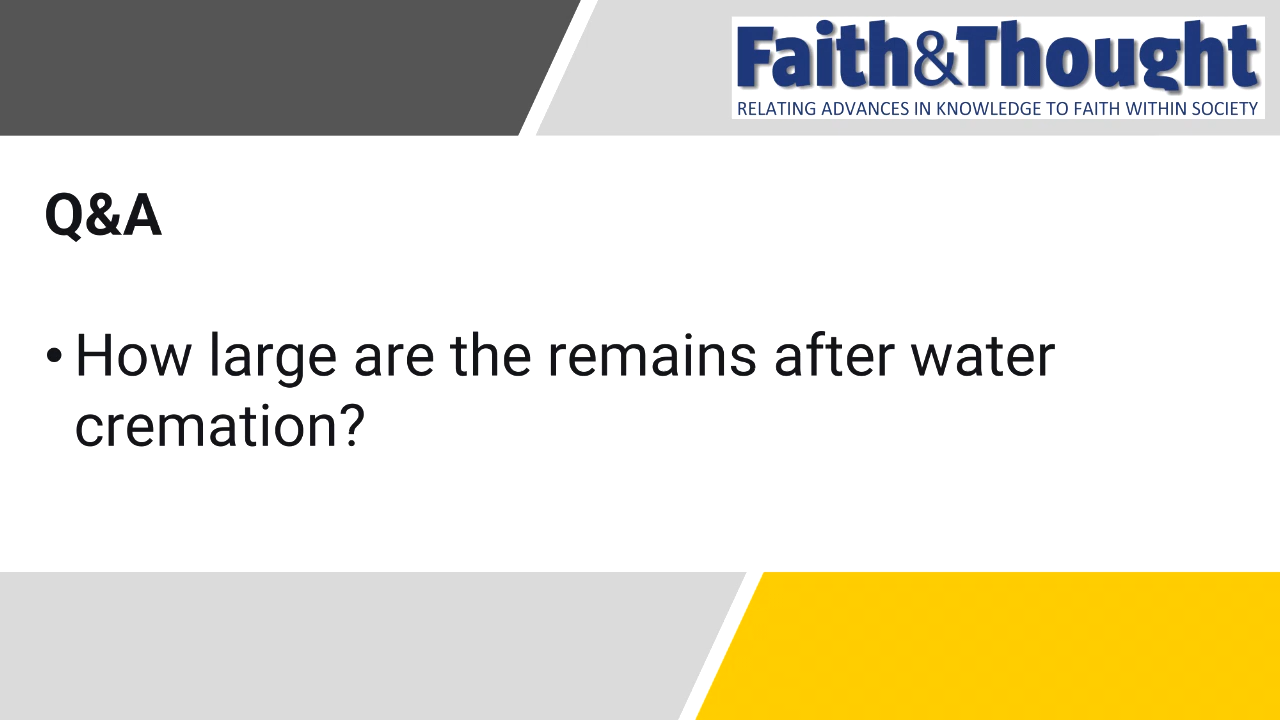 Faith&Thought
RELATING ADVANCES IN KNOWLEDGE TO FAITH WITHIN SOCIETY
Q&A
• How large are the remains after water
cremation?